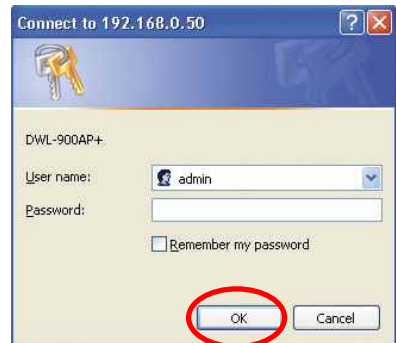 Connect to 192.168.0.50
DWL-900AP+
User name:
admin
Password:
Remember my password
OK
Cancel